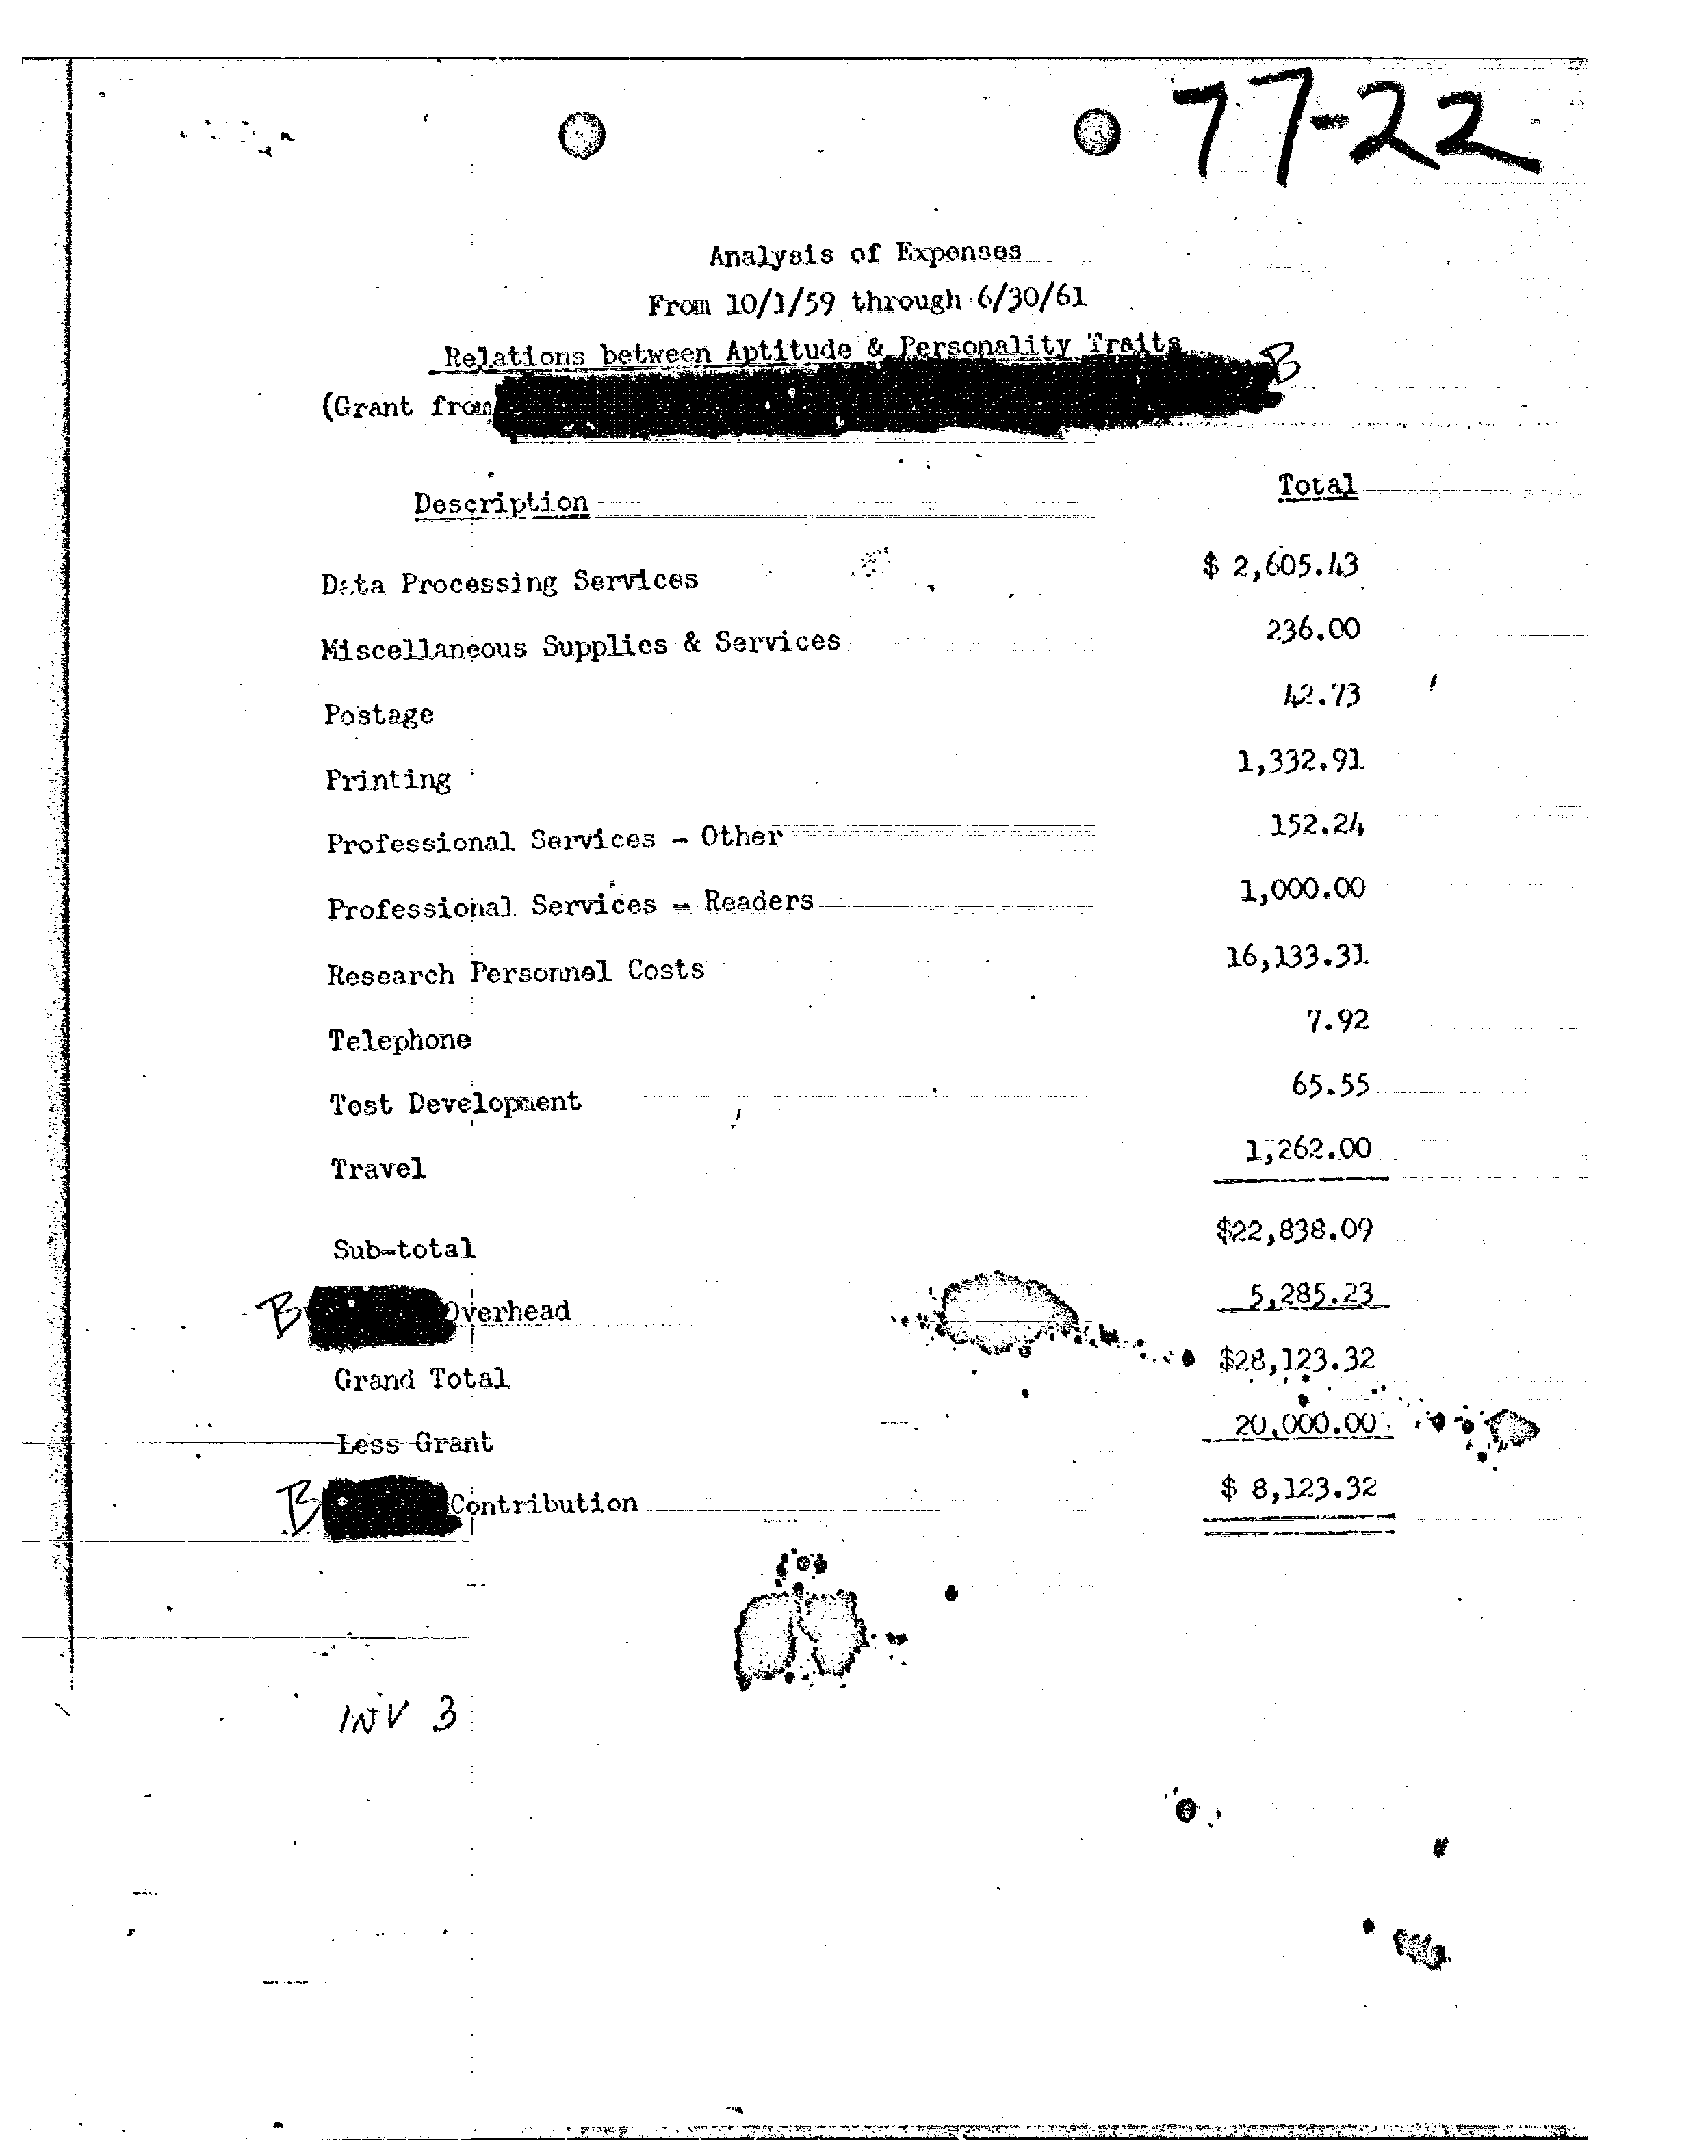 77-22
Analysis of Expenses
From 10/1/59 through 6/30/61
Relations between Aptitude & Personality Traits
B
(Grant from
Description Total
Data Processing Services $ 2,605.43
Miscellaneous Supplies & Services 236.00
Postage 42.73
Printing 1,332.91
Professional Services - Other 152.24
Professional Services - Readers 1,000.00
Research Personnel Costs 16,133.31
Telephone 7.92
Test Development 65.55
Travel 1,262.00
Sub-total $22,838.09
B Overhead 5,285.23
Grand Total $28,123.32
Less Grant 20,000.00
B Contribution $ 8,123.32
INV 3